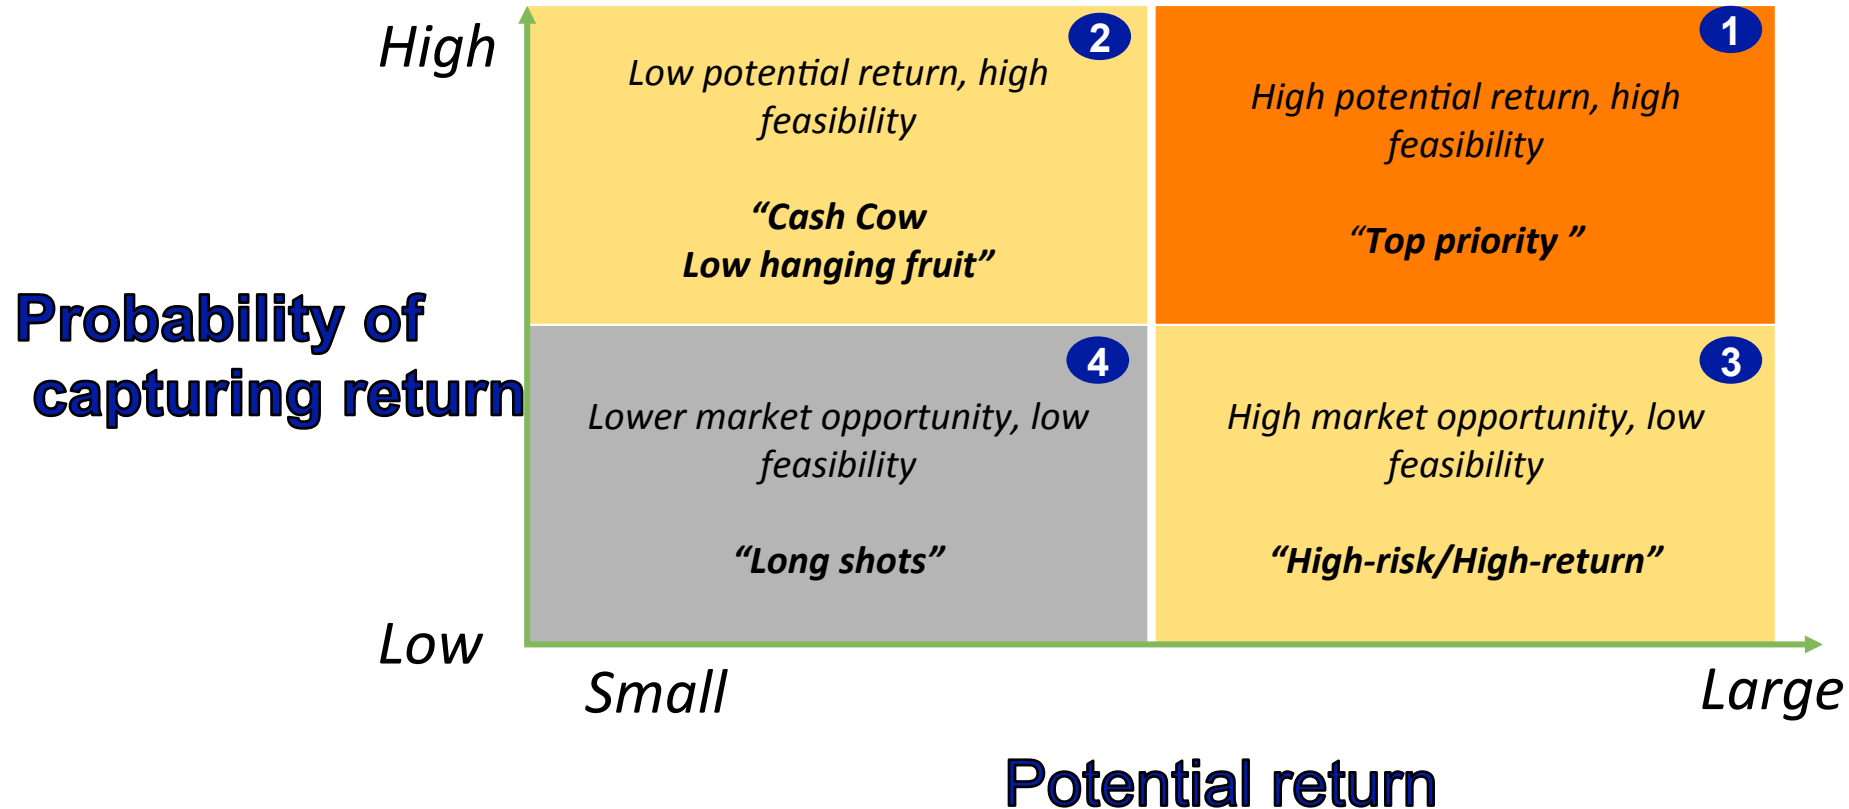 High
2
Low potential return, high
feasibility
“Cash Cow
Low hanging fruit”
1
High potential return, high
feasibility
“Top priority ”
Probability of
capturing return
4
Lower market opportunity, low
feasibility
“Long shots”
3
High market opportunity, low
feasibility
“High-risk/High-return”
Low
Small
Large
Potential return